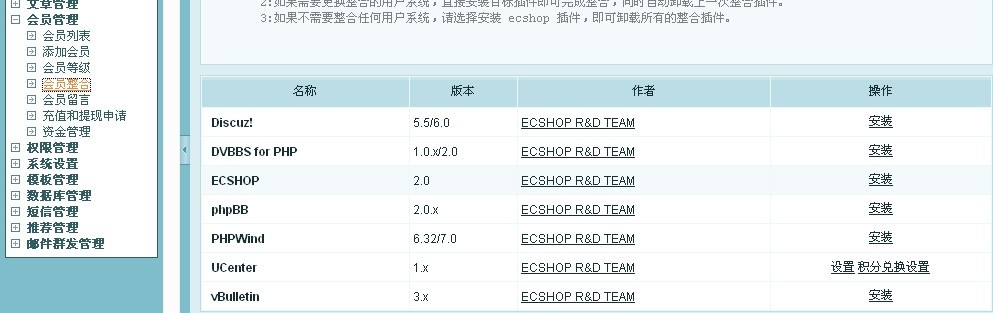 文章管理
会员管理
会员列表
添加会员
会员等级
会员整合
会员留言
充值和提现申请
资金管理
权限管理
系统设置
模板管理
数据库管理
短信管理
推荐管理
邮件群发管理
2:如果需要更换整合的用户系统，直接安装目标插件即可完成整合，同时自动卸载上一次整合插件。
3:如果不需要整合任何用户系统，请选择安装 ecshop 插件，即可卸载所有的整合插件。
名称 版本 作者 操作
Discuz! 5.5/6.0 ECSHOP R&D TEAM 安装
DVBBS for PHP 1.0.x/2.0 ECSHOP R&D TEAM 安装
ECSHOP 2.0 ECSHOP R&D TEAM 安装
phpBB 2.0.x ECSHOP R&D TEAM 安装
PHPWind 6.32/7.0 ECSHOP R&D TEAM 安装
UCenter 1.x ECSHOP R&D TEAM 设置 积分兑换设置
vBulletin 3.x ECSHOP R&D TEAM 安装